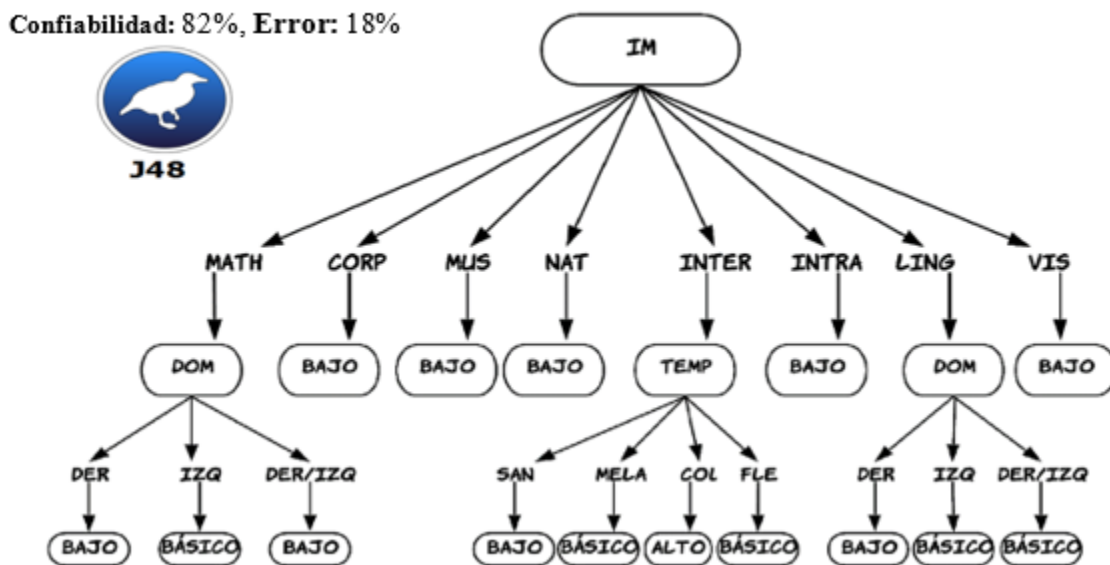 Confiabilidad: 82%, Error: 18%
IM
J48
MATH CORP MUS NAT INTER INTRA LING VIS
DOM BAJO BAJO BAJO TEMP BAJO DOM BAJO
DER IZQ DER/IZQ SAN MELA COL FLE DER IZQ DER/IZQ
BAJO BÁSICO BAJO BAJO BÁSICO ALTO BÁSICO BAJO BÁSICO BÁSICO